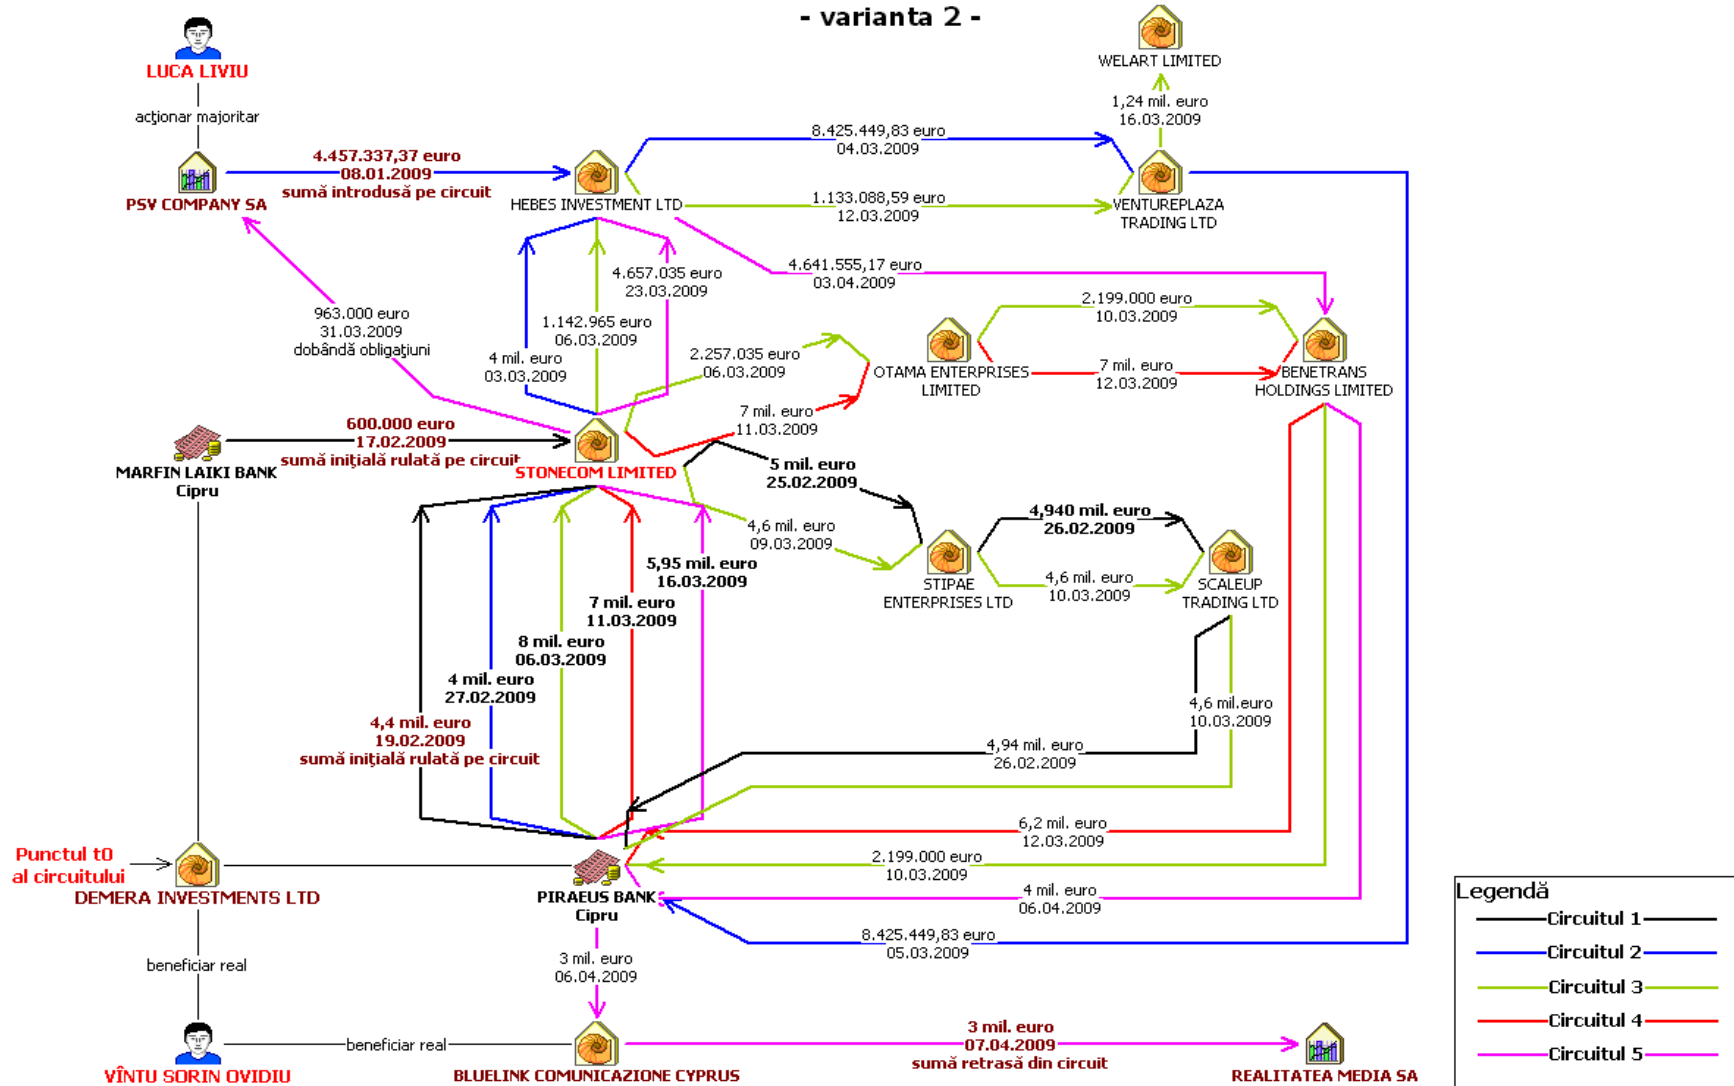 - varianta 2 -
WELART LIMITED
LUCA LIVIU
1,24 mil. euro
16.03.2009
acţionar majoritar
8.425.449,83 euro
04.03.2009
4.457.337,37 euro
08.01.2009
sumă introdusă pe circuit
PSV COMPANY SA
HEBES INVESTMENT LTD
1.133.088,59 euro
12.03.2009
VENTUREPLAZA
TRADING LTD
4.657.035 euro
23.03.2009
4.641.555,17 euro
03.04.2009
963.000 euro
31.03.2009
dobândă obligaţiuni
1.142.965 euro
06.03.2009
4 mil. euro
03.03.2009
2.257.035 euro
06.03.2009
2.199.000 euro
10.03.2009
OTAMA ENTERPRISES
LIMITED
7 mil. euro
12.03.2009
BENETRANS
HOLDINGS LIMITED
7 mil. euro
11.03.2009
600.000 euro
17.02.2009
sumă iniţială rulată pe circuit
MARFIN LAIKI BANK
Cipru
STONECOM LIMITED
5 mil. euro
25.02.2009
4,6 mil. euro
09.03.2009
4,940 mil. euro
26.02.2009
STIPAE
ENTERPRISES LTD
4,6 mil. euro
10.03.2009
SCALEUP
TRADING LTD
5,95 mil. euro
16.03.2009
7 mil. euro
11.03.2009
8 mil. euro
06.03.2009
4 mil. euro
27.02.2009
4,4 mil. euro
19.02.2009
sumă iniţială rulată pe circuit
4,6 mil.euro
10.03.2009
4,94 mil. euro
26.02.2009
6,2 mil. euro
12.03.2009
2.199.000 euro
10.03.2009
Punctul t0
al circuitului
DEMERA INVESTMENTS LTD
PIRAEUS BANK
Cipru
4 mil. euro
06.04.2009
8.425.449,83 euro
05.03.2009
beneficiar real
3 mil. euro
06.04.2009
VÎNTU SORIN OVIDIU
beneficiar real
BLUELINK COMUNICAZIONE CYPRUS
3 mil. euro
07.04.2009
sumă retrasă din circuit
REALITATEA MEDIA SA
Legendă
Circuitul 1
Circuitul 2
Circuitul 3
Circuitul 4
Circuitul 5